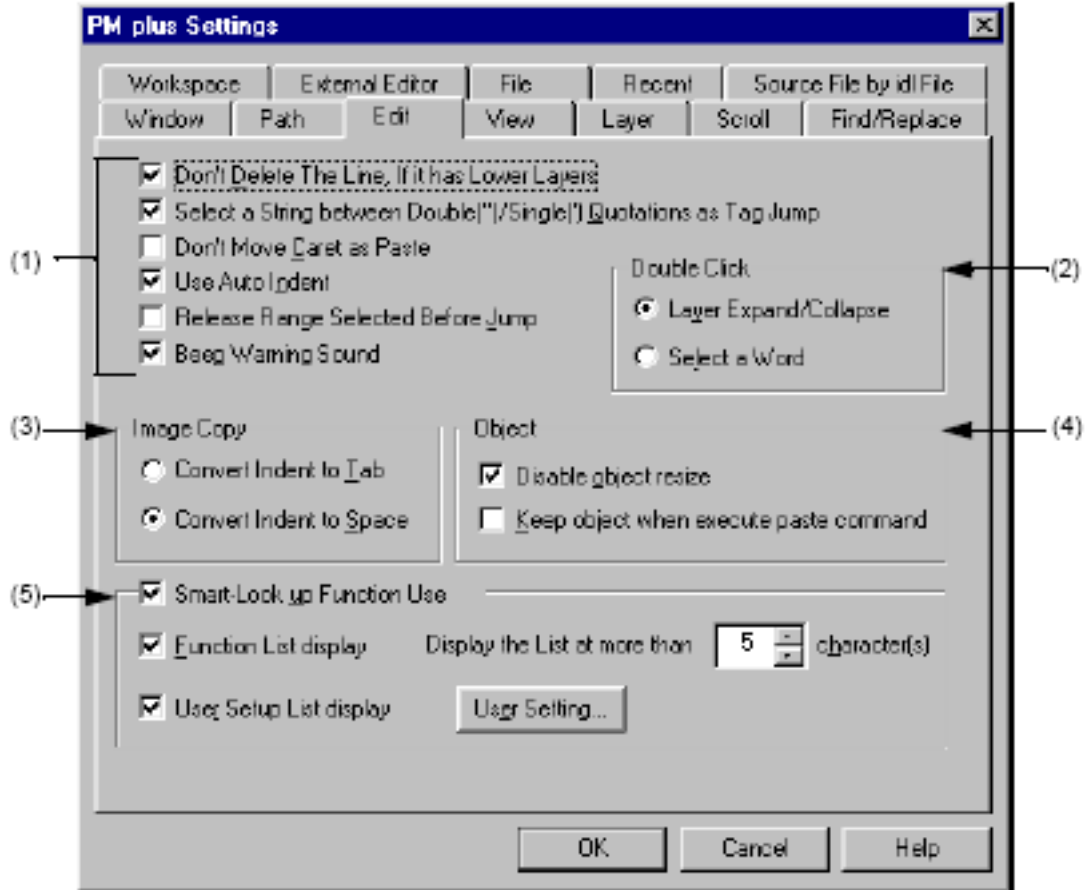 PM plus Settings
Workspace External Editor File Recent Source File by idl File
Window Path Edit View Layer Scroll Find/Replace
(1)
Don't Delete The Line, If it has Lower Layers
Select a String between Double(")/Single(') Quotations as Tag Jump
Don't Move Caret as Paste
Use Auto Indent
Release Range Selected Before Jump
Beep Warning Sound
(2)
Double Click
Layer Expand/Collapse
Select a Word
(3)
Image Copy
Convert Indent to Tab
Convert Indent to Space
(4)
Object
Disable object resize
Keep object when execute paste command
(5)
Smart-Look up Function Use
Function List display Display the List at more than 5 character(s)
User Setup List display User Setting...
OK Cancel Help